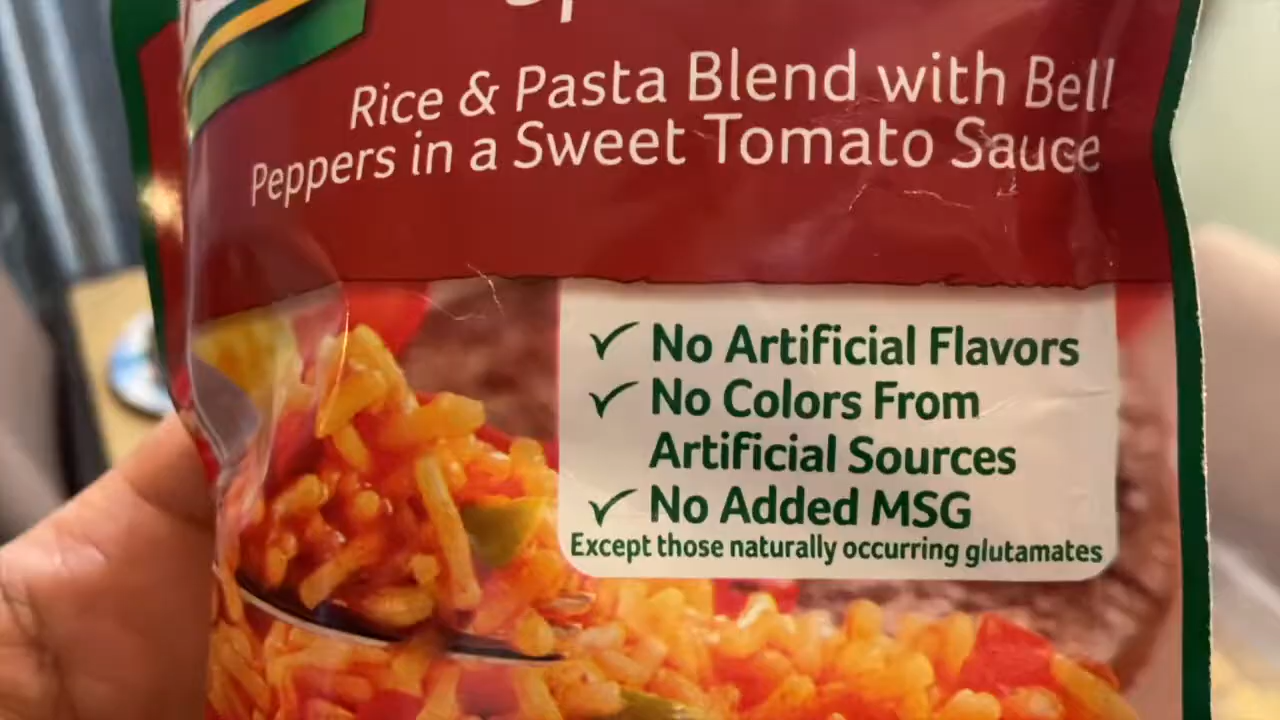 Rice & Pasta Blend with Bell
Peppers in a Sweet Tomato Sauce
✓ No Artificial Flavors
✓ No Colors From
Artificial Sources
✓ No Added MSG
Except those naturally occurring glutamates